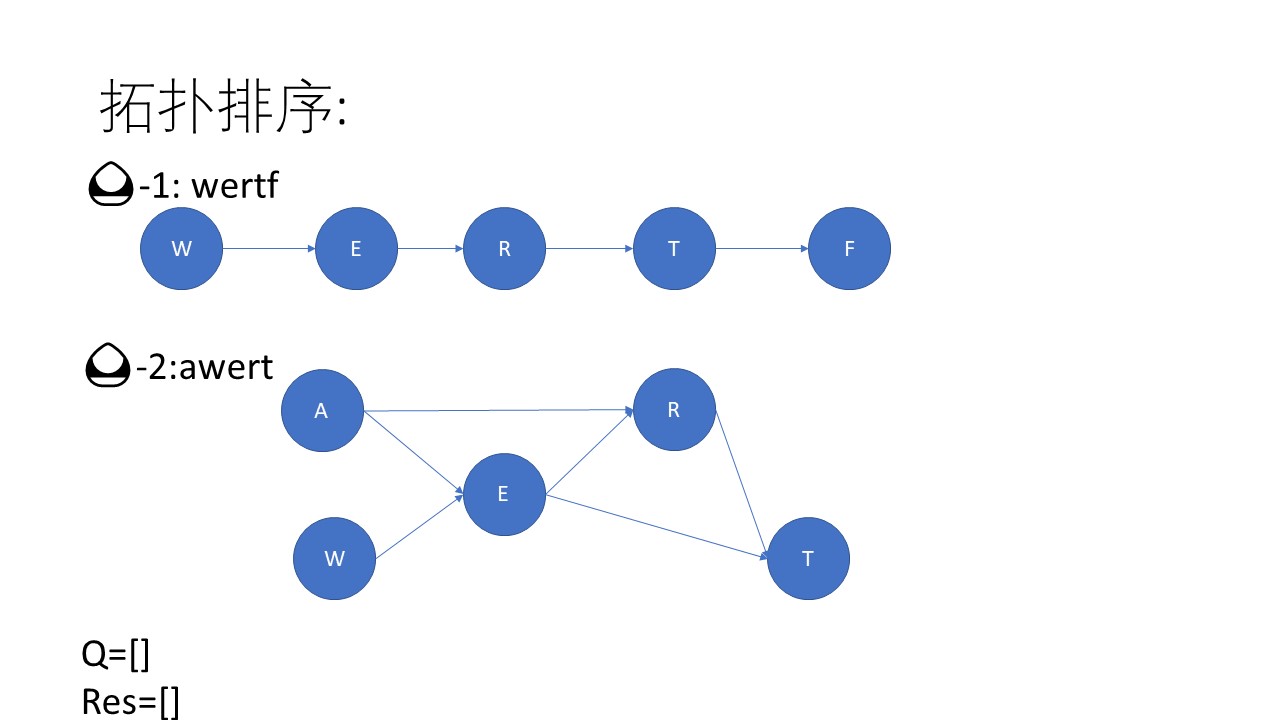 拓扑排序:
🍙-1: wertf
W E R T F
🍙-2:awert
A R
E
W T
Q=[]
Res=[]